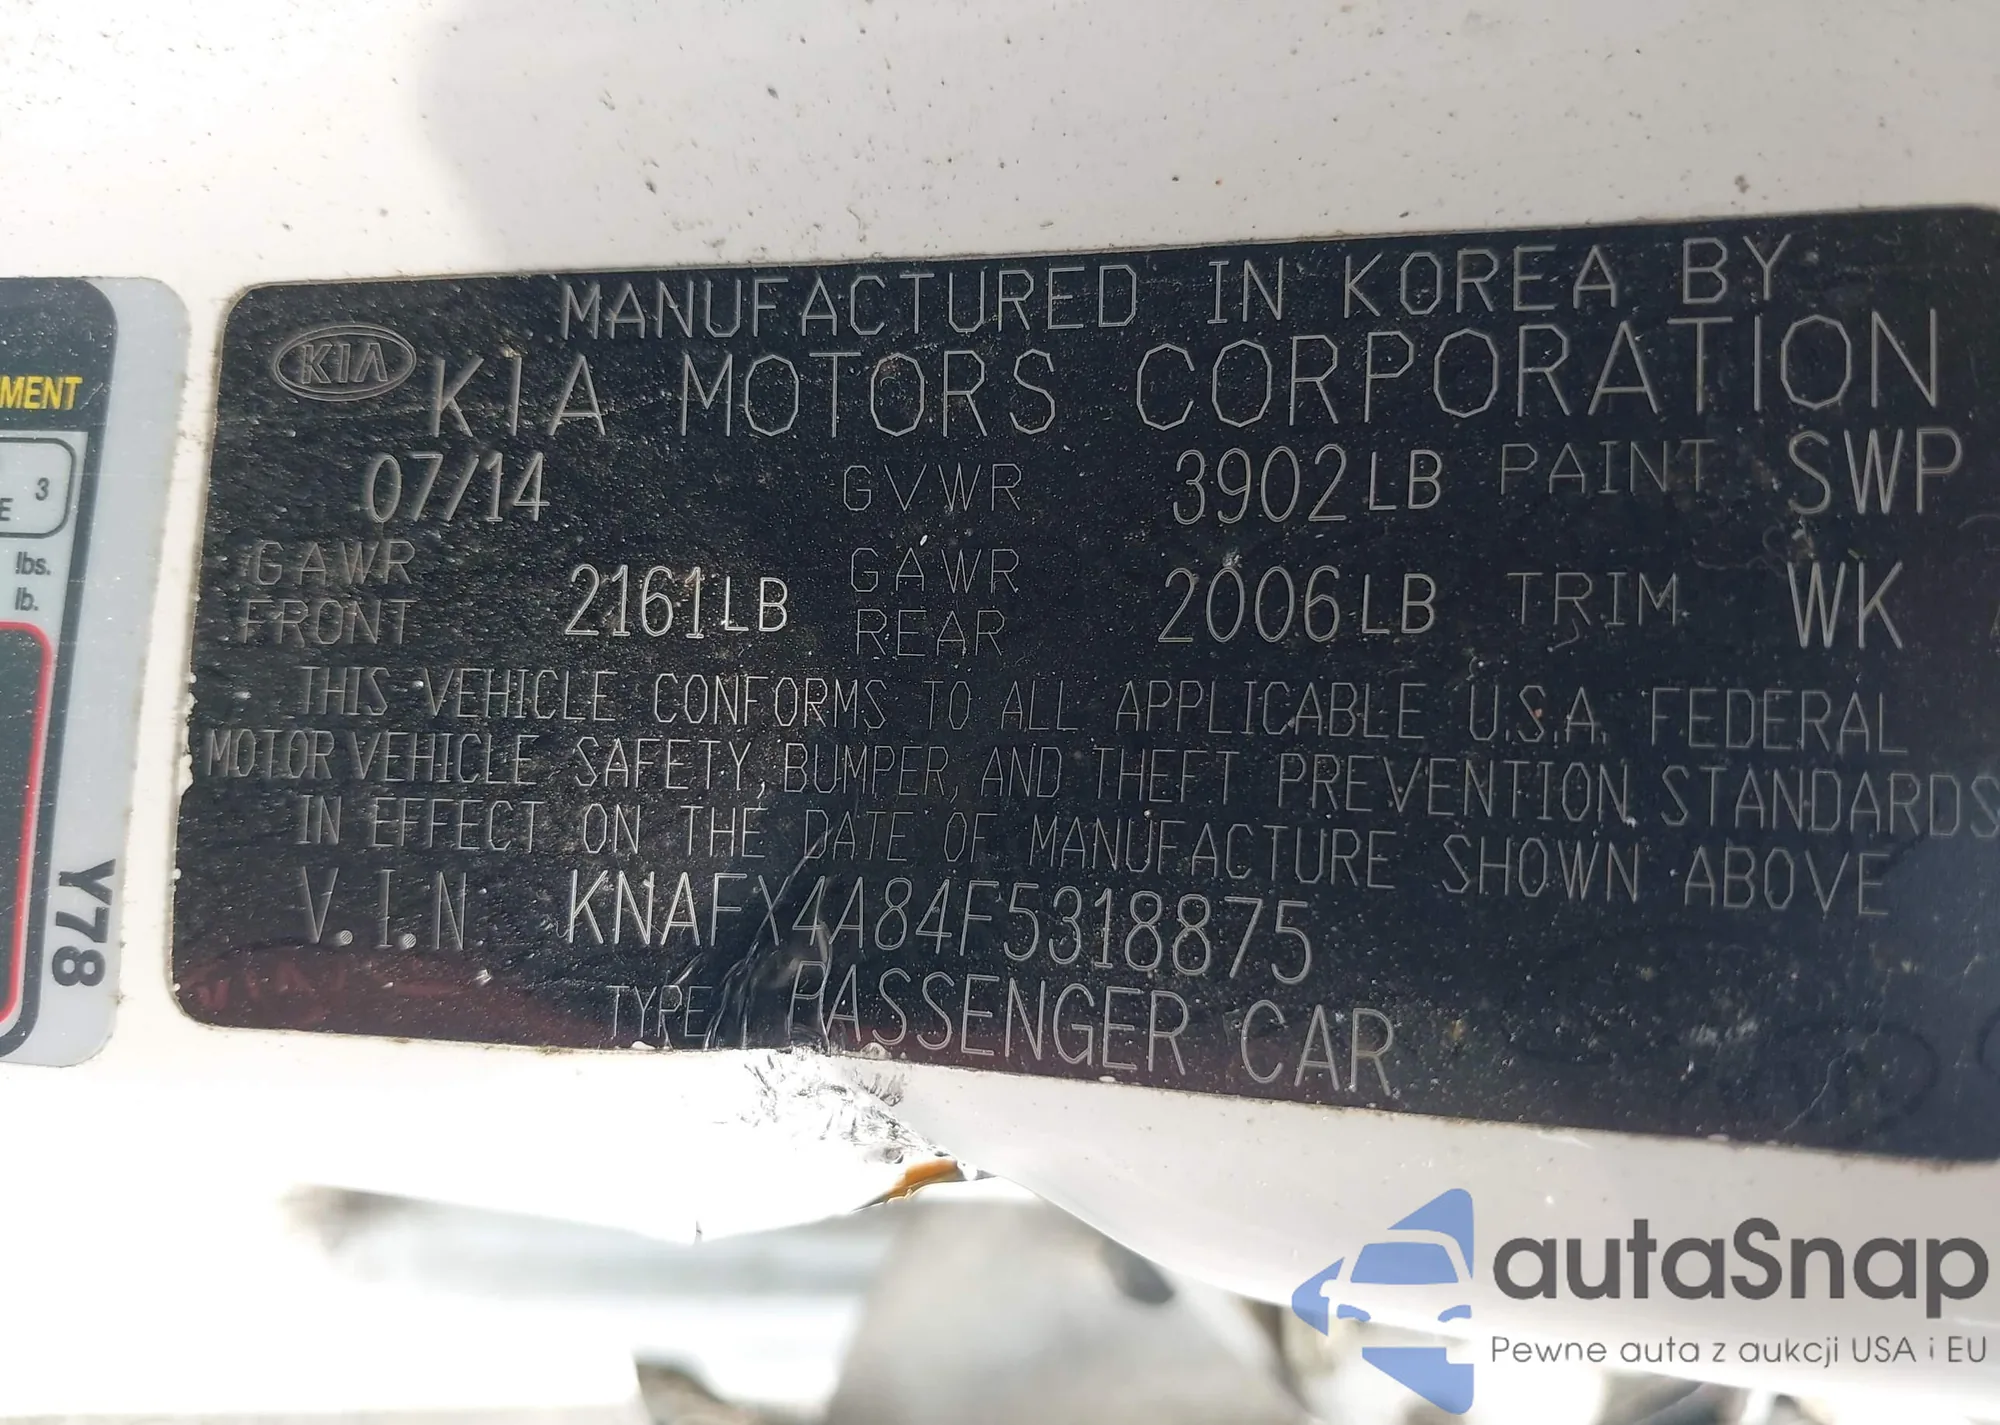 MANUFACTURED IN KOREA BY
KIA KIA MOTORS CORPORATION
07/14 GVWR 3902LB PAINT SWP
GAWR FRONT 2161LB GAWR REAR 2006LB TRIM WK
THIS VEHICLE CONFORMS TO ALL APPLICABLE U.S.A. FEDERAL
MOTOR VEHICLE SAFETY, BUMPER, AND THEFT PREVENTION STANDARDS
IN EFFECT ON THE DATE OF MANUFACTURE SHOWN ABOVE
V.I.N KNAFX4A84F5318875
TYPE PASSENGER CAR
MENT
3
E
lbs.
lb.
Y78
autaSnap
Pewne auta z aukcji USA i EU